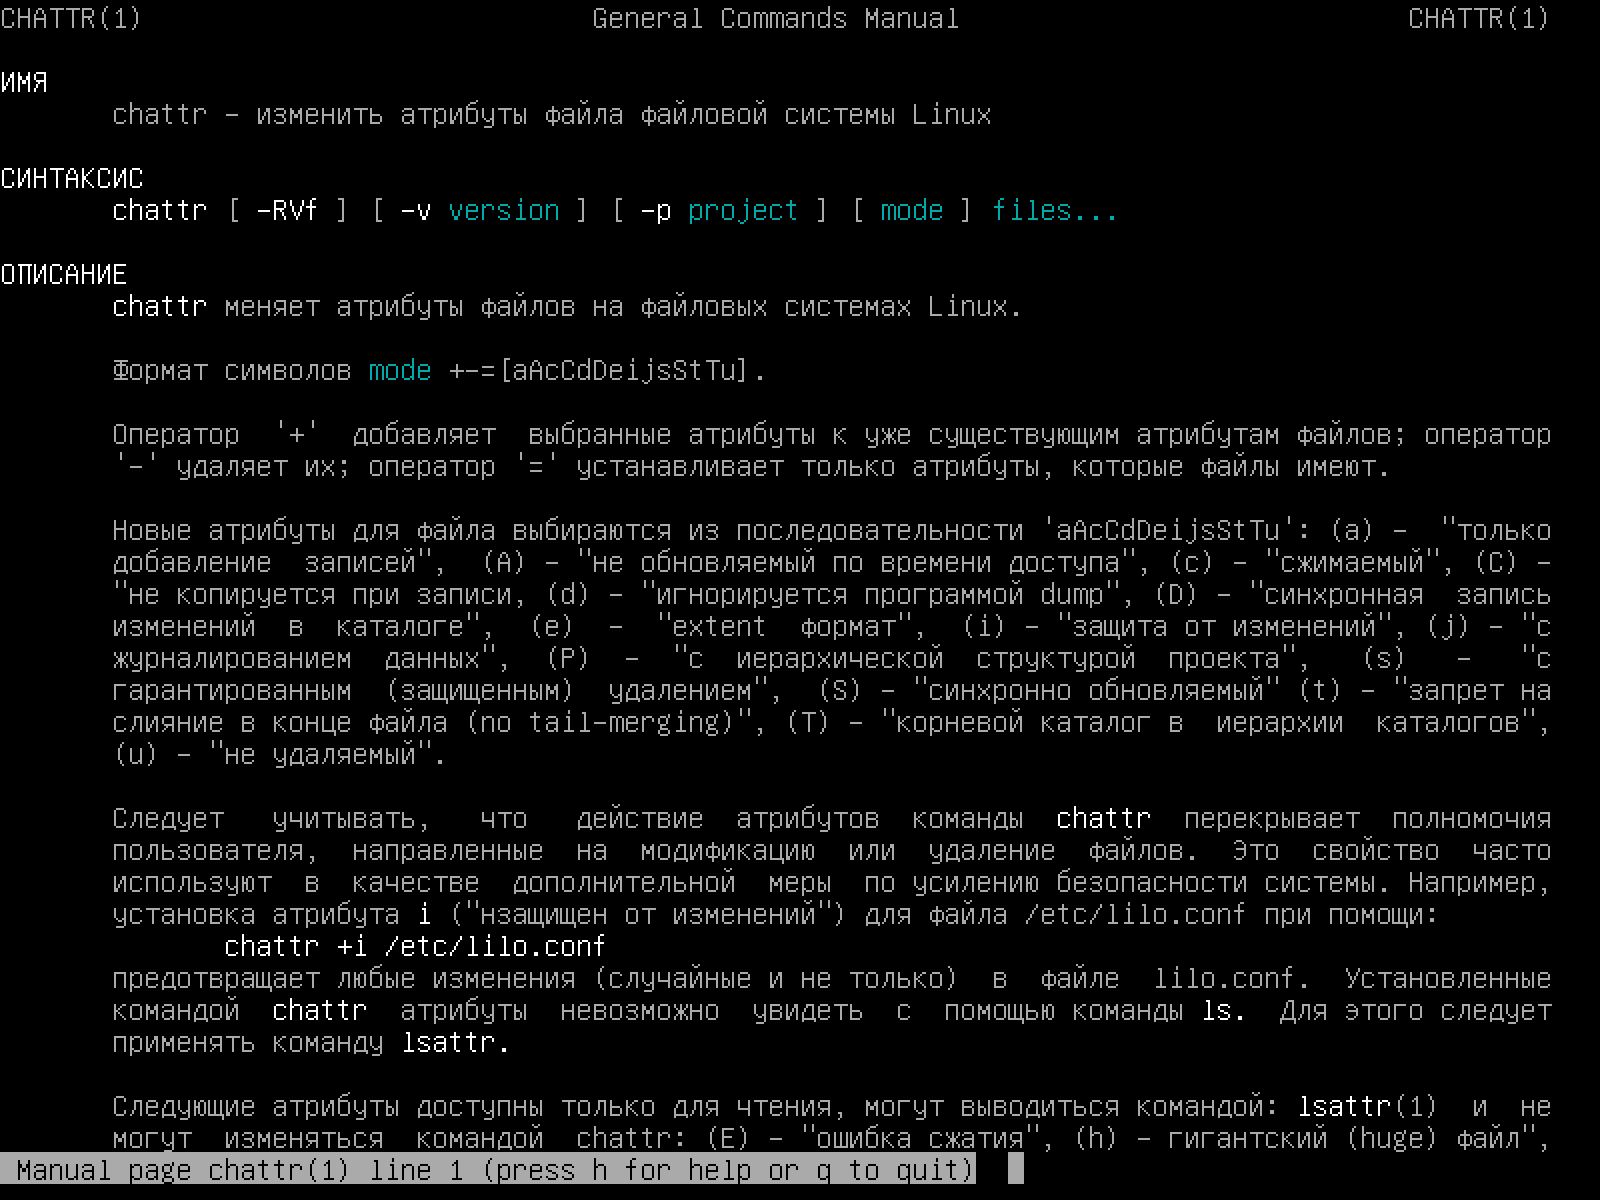 CHATTR(1) General Commands Manual CHATTR(1)
ИМЯ
chattr - изменить атрибуты файла файловой системы Linux
СИНТАКСИС
chattr [ -RVf ] [ -v version ] [ -p project ] [ mode ] files...
ОПИСАНИЕ
chattr меняет атрибуты файлов на файловых системах Linux.
Формат символов mode +-=[aAcCdDeijsStTu].
Оператор '+' добавляет выбранные атрибуты к уже существующим атрибутам файлов; оператор
'-' удаляет их; оператор '=' устанавливает только атрибуты, которые файлы имеют.
Новые атрибуты для файла выбираются из последовательности 'aAcCdDeijsStTu': (a) - "только
добавление записей", (A) - "не обновляемый по времени доступа", (c) - "сжимаемый", (C) -
"не копируется при записи, (d) - "игнорируется программой dump", (D) - "синхронная запись
изменений в каталоге", (e) - "extent формат", (i) - "защита от изменений", (j) - "с
журналированием данных", (P) - "с иерархической структурой проекта", (s) - "с
гарантированным (защищенным) удалением", (S) - "синхронно обновляемый" (t) - "запрет на
слияние в конце файла (no tail-merging)", (T) - "корневой каталог в иерархии каталогов",
(u) - "не удаляемый".
Следует учитывать, что действие атрибутов команды chattr перекрывает полномочия
пользователя, направленные на модификацию или удаление файлов. Это свойство часто
используют в качестве дополнительной меры по усилению безопасности системы. Например,
установка атрибута i ("нзащищен от изменений") для файла /etc/lilo.conf при помощи:
chattr +i /etc/lilo.conf
предотвращает любые изменения (случайные и не только) в файле lilo.conf. Установленные
командой chattr атрибуты невозможно увидеть с помощью команды ls. Для этого следует
применять команду lsattr.
Следующие атрибуты доступны только для чтения, могут выводиться командой: lsattr(1) и не
могут изменяться командой chattr: (E) - "ошибка сжатия", (h) - гигантский (huge) файл",
Manual page chattr(1) line 1 (press h for help or q to quit)